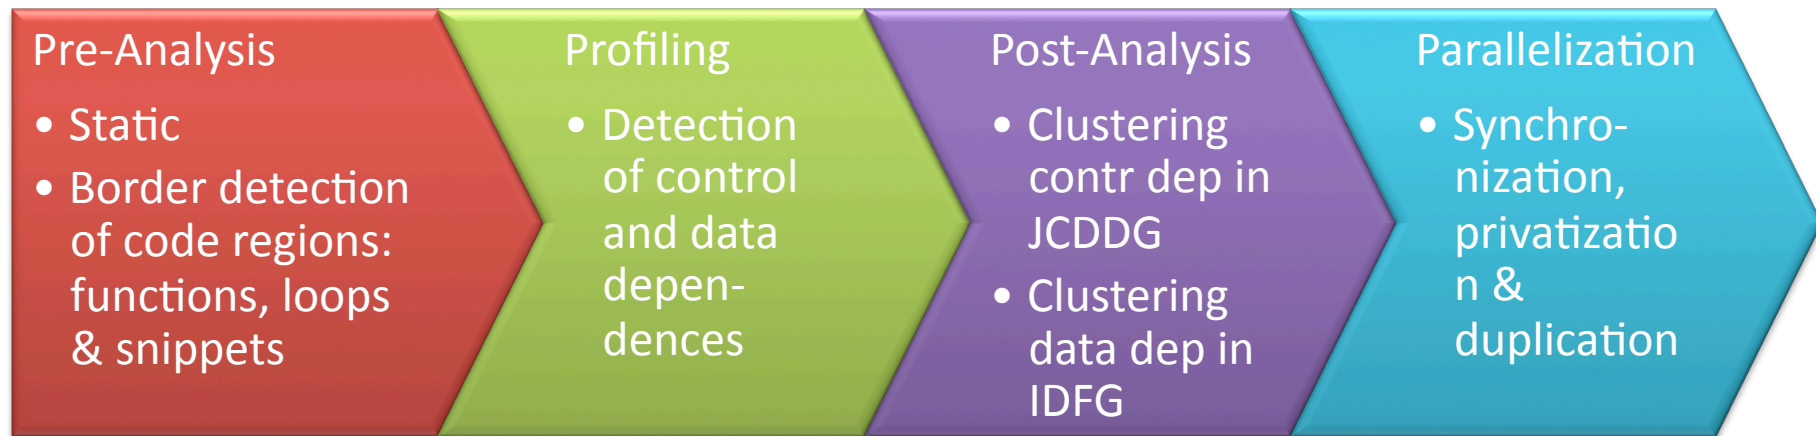 Pre-Analysis
• Static
• Border detection
of code regions:
functions, loops
& snippets
Profiling
• Detection
of control
and data
depen-
dences
Post-Analysis
• Clustering
contr dep in
JCDDG
• Clustering
data dep in
IDFG
Parallelization
• Synchro-
nization,
privatizatio
n &
duplication